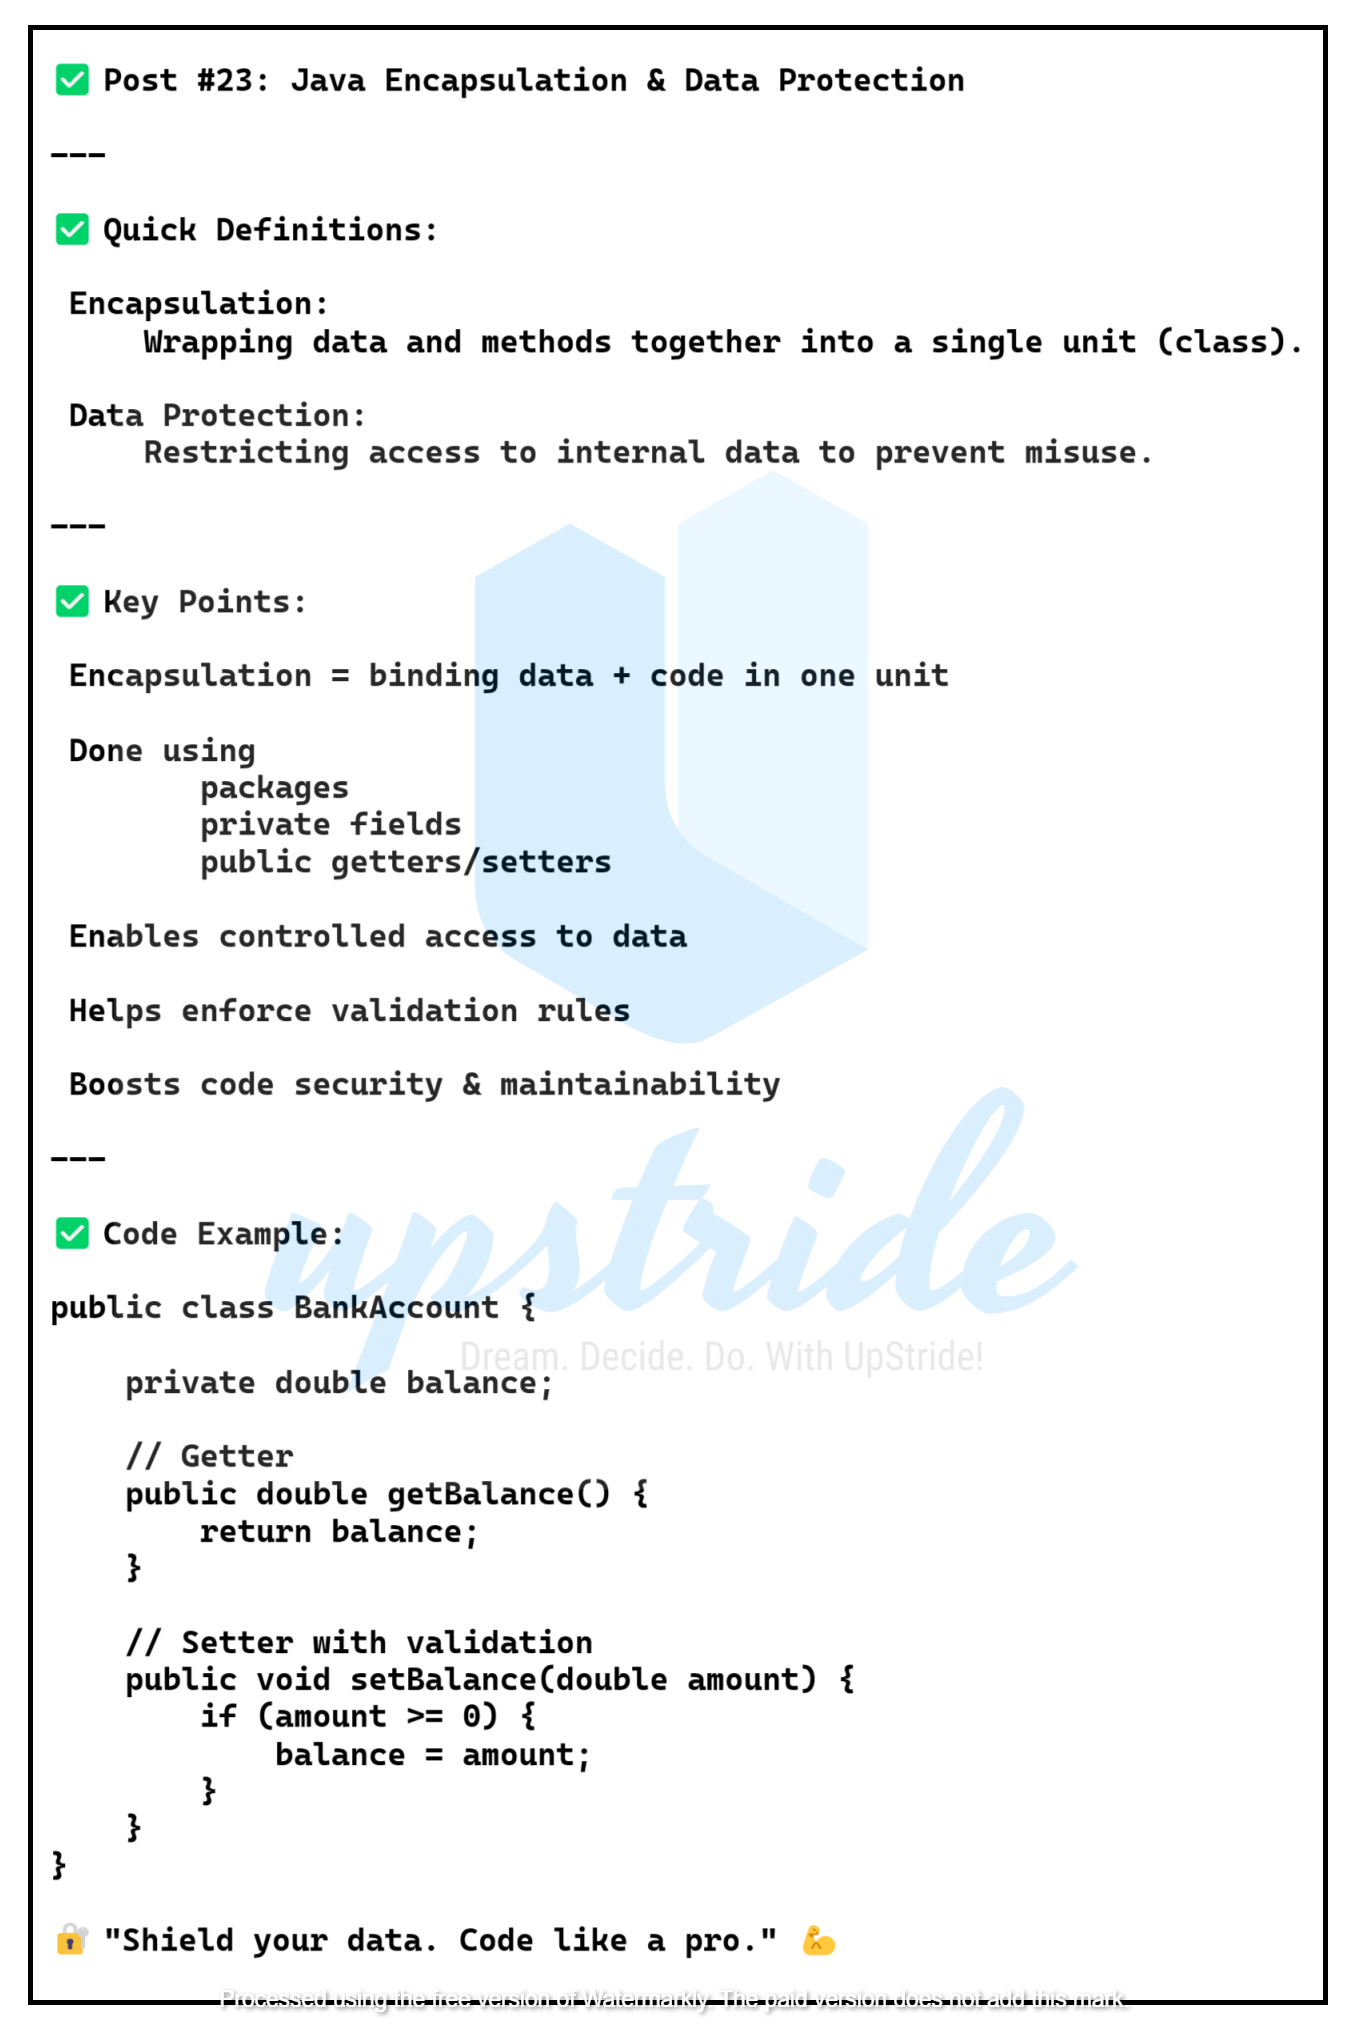 ✅ Post #23: Java Encapsulation & Data Protection
---
✅ Quick Definitions:
Encapsulation:
Wrapping data and methods together into a single unit (class).
Data Protection:
Restricting access to internal data to prevent misuse.
---
✅ Key Points:
Encapsulation = binding data + code in one unit
Done using
packages
private fields
public getters/setters
Enables controlled access to data
Helps enforce validation rules
Boosts code security & maintainability
---
upstride
✅ Code Example:
public class BankAccount {
Dream. Decide. Do. With UpStride!
private double balance;
// Getter
public double getBalance() {
return balance;
}
// Setter with validation
public void setBalance(double amount) {
if (amount >= 0) {
balance = amount;
}
}
}
🔐 "Shield your data. Code like a pro." 💪
Processed using the free version of Watermarkly. The paid version does not add this mark.